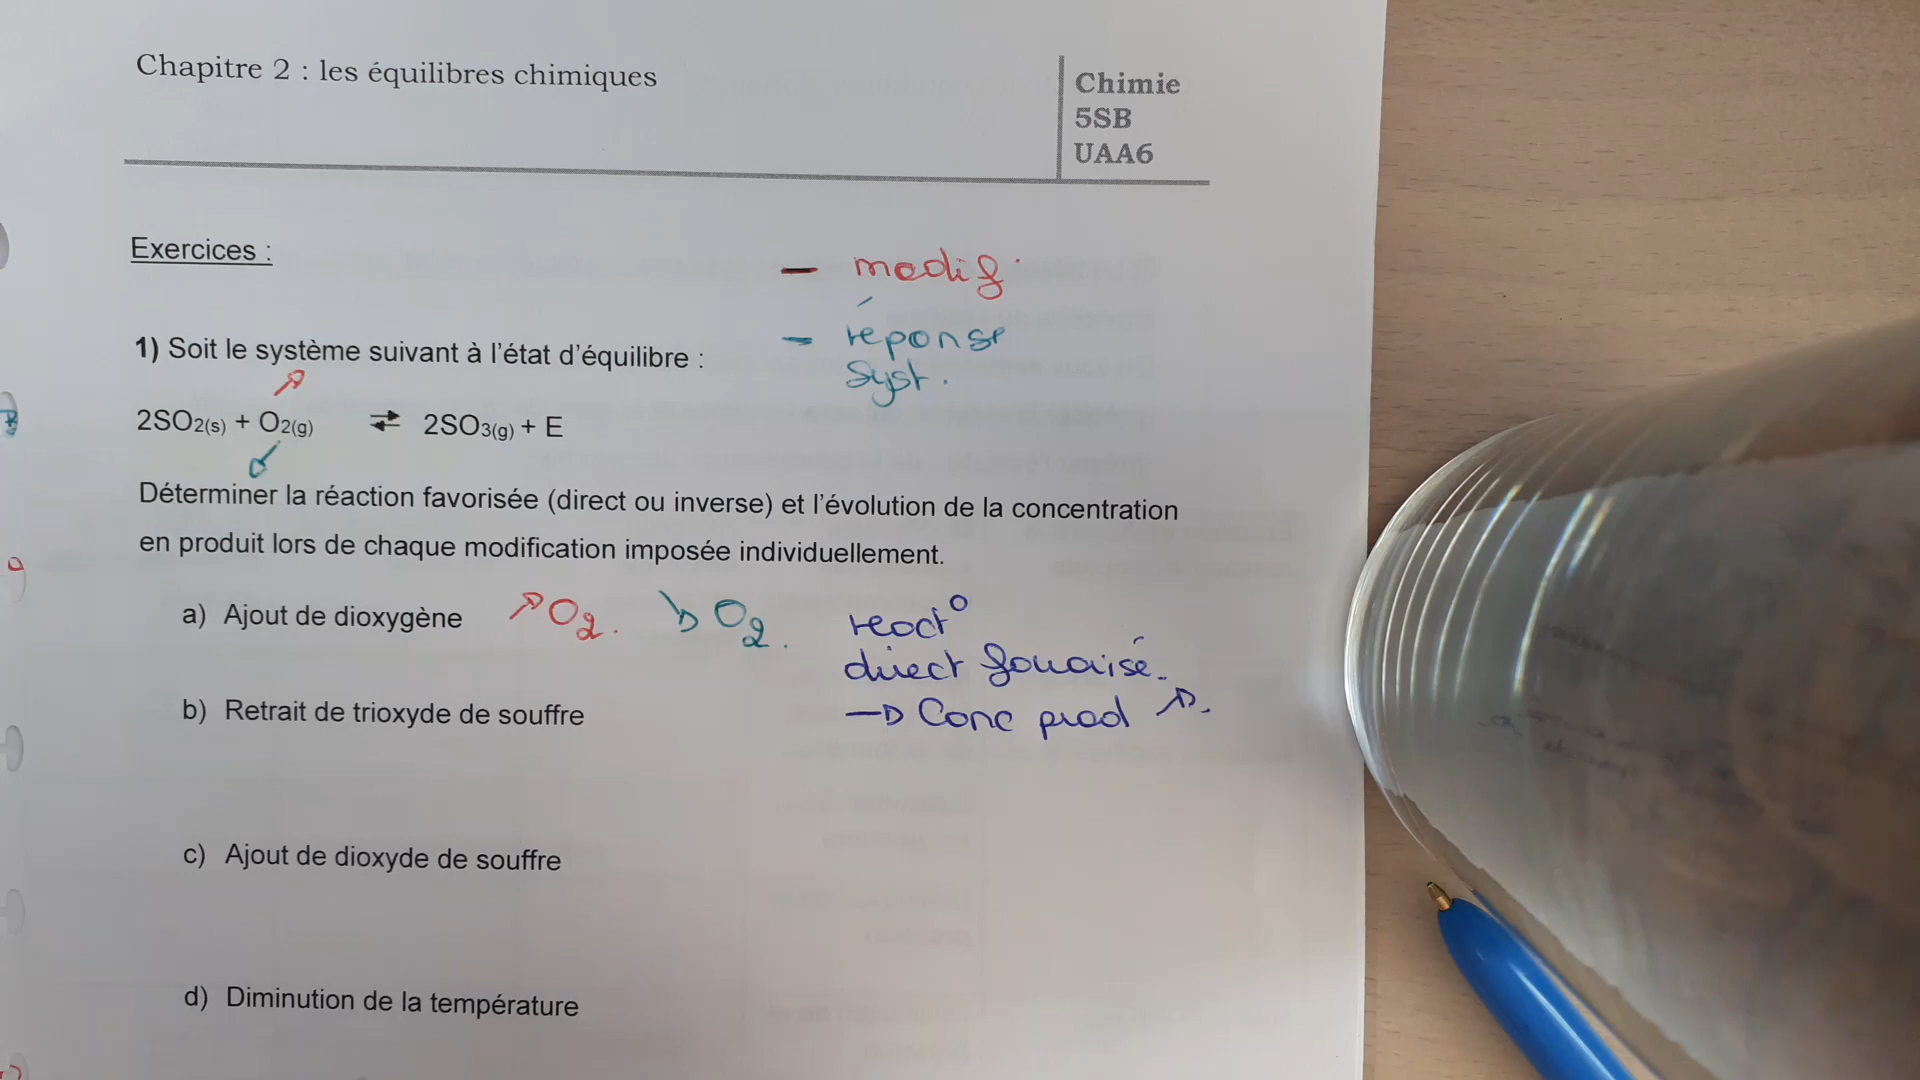 Chapitre 2 : les équilibres chimiques
Chimie
5SB
UAA6
Exercices :
– modif.
– réponse
syst.
1) Soit le système suivant à l'état d'équilibre :
2SO2(s) + O2(g) ⇄ 2SO3(g) + E
Déterminer la réaction favorisée (direct ou inverse) et l'évolution de la concentration
en produit lors de chaque modification imposée individuellement.
a) Ajout de dioxygène ↗O2. ↘O2. react°
direct favorisé.
→ Conc prod ↗.
b) Retrait de trioxyde de souffre
c) Ajout de dioxyde de souffre
d) Diminution de la température